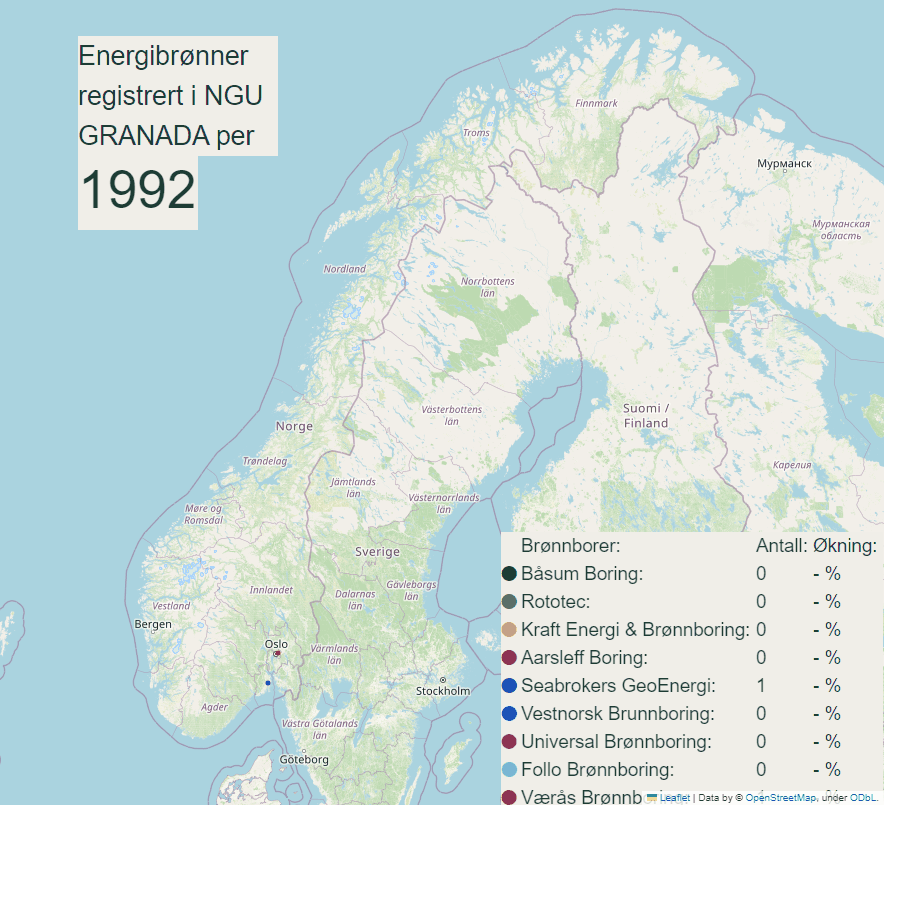 Energibrønner
registrert i NGU
GRANADA per
1992
Finnmark
Troms
Мурманск
Мурманская
область
Nordland
Norrbottens
län
Västerbottens
län
Suomi /
Finland
Norge
Trøndelag
Карелия
Jämtlands
län
Västernorrlands
län
Møre og
Romsdal
Sverige
Innlandet
Dalarnas
län
Gävleborgs
län
Vestland
Bergen
Oslo
Värmlands
län
Stockholm
Agder
Västra Götalands
län
Göteborg
Brønnborer: Antall: Økning:
Båsum Boring: 0 - %
Rototec: 0 - %
Kraft Energi & Brønnboring: 0 - %
Aarsleff Boring: 0 - %
Seabrokers GeoEnergi: 1 - %
Vestnorsk Brunnboring: 0 - %
Universal Brønnboring: 0 - %
Follo Brønnboring: 0 - %
Værås Brønnb
Leaflet | Data by © OpenStreetMap, under ODbL.